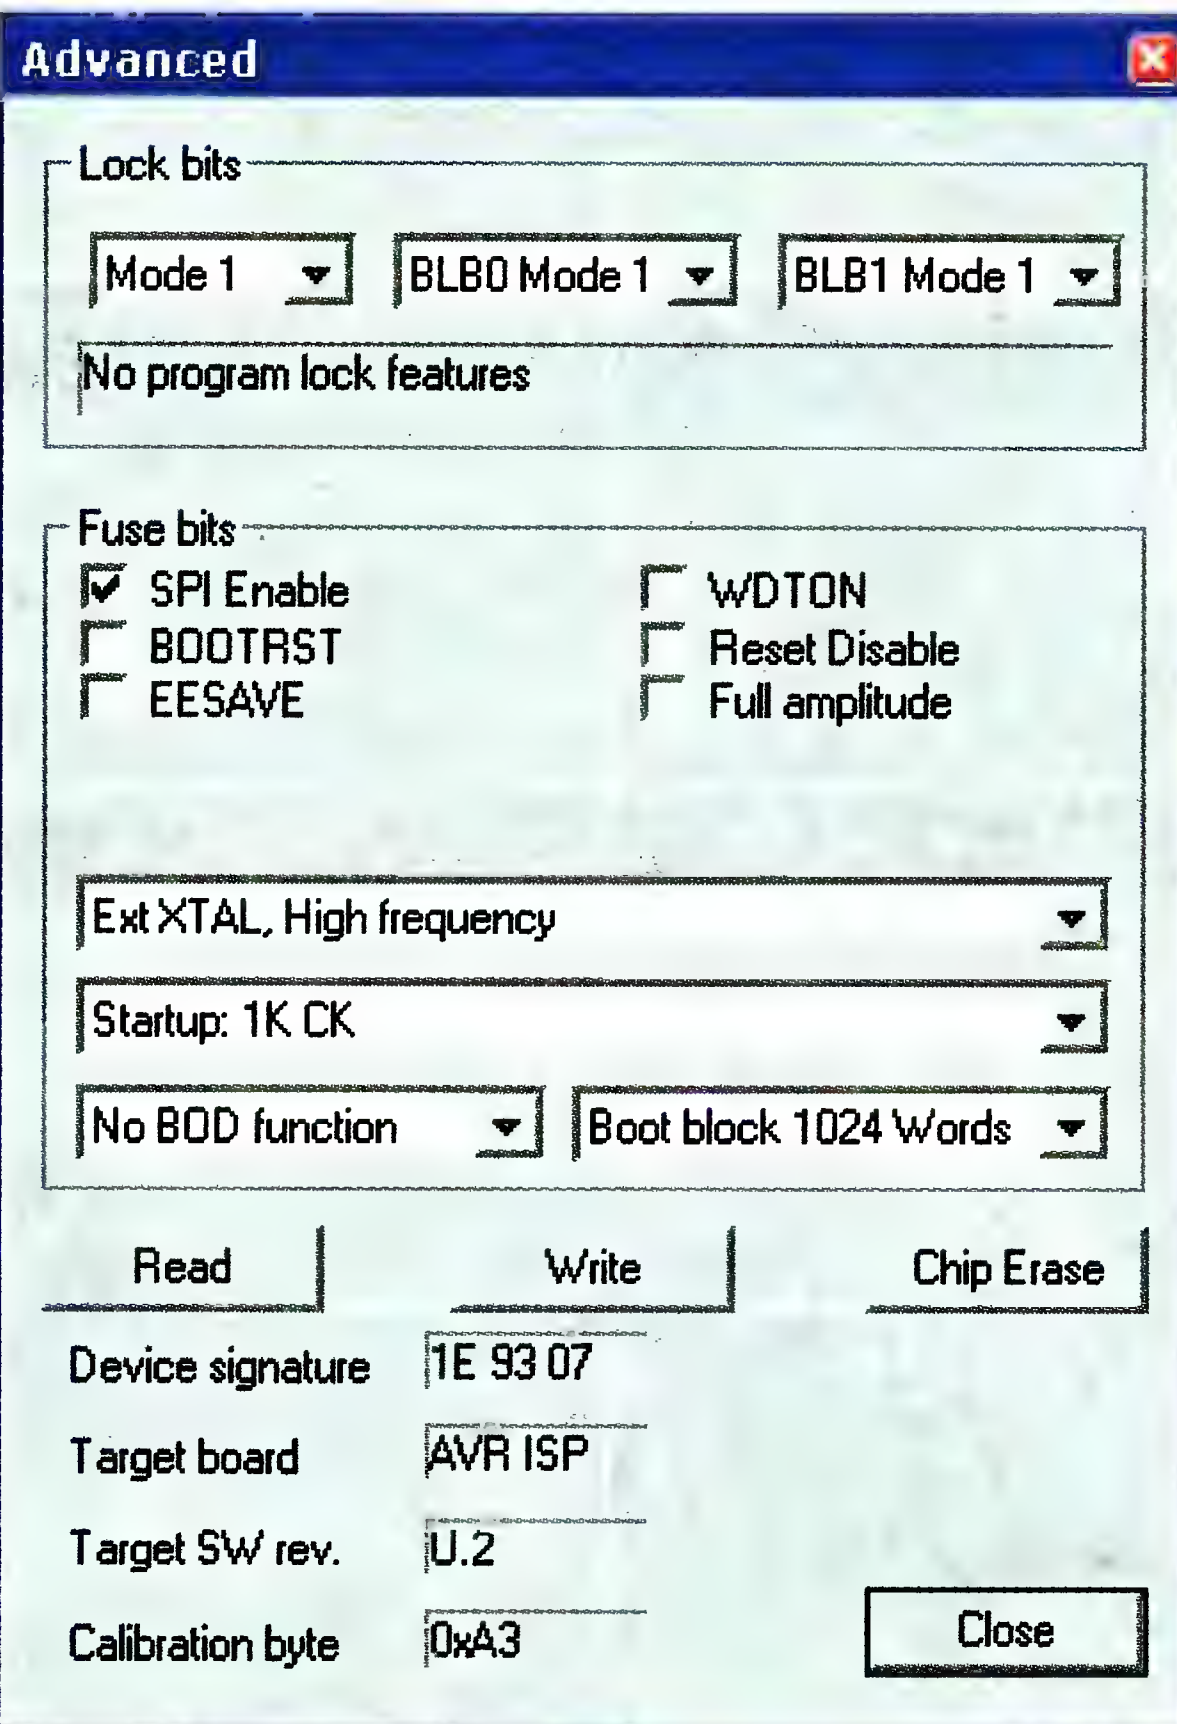 Advanced
Lock bits
Mode 1 BLB0 Mode 1 BLB1 Mode 1
No program lock features
Fuse bits
SPI Enable WDTON
BOOTRST Reset Disable
EESAVE Full amplitude
Ext XTAL, High frequency
Startup: 1K CK
No BOD function Boot block 1024 Words
Read Write Chip Erase
Device signature 1E 93 07
Target board AVR ISP
Target SW rev. U.2
Calibration byte 0xA3
Close